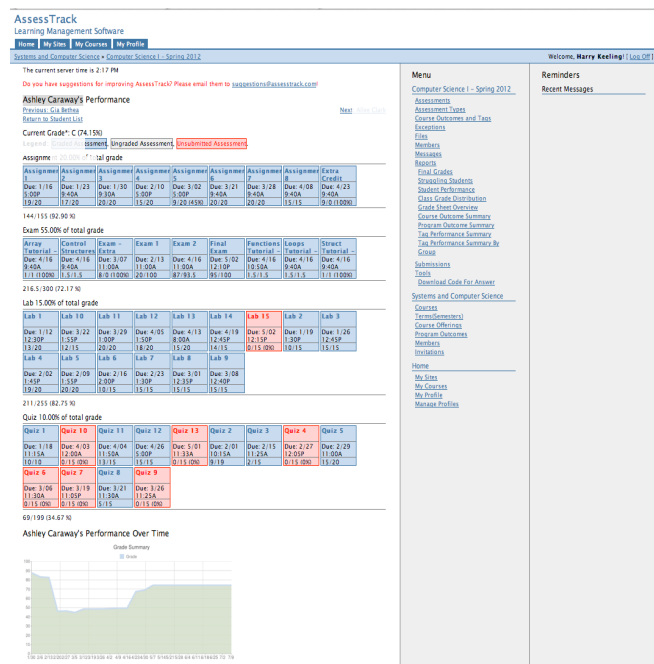 AssessTrack
Learning Management Software
Home My Sites My Courses My Profile
Systems and Computer Science • Computer Science I – Spring 2012
Welcome, Harry Keeling! [ Log Off ]
The current server time is 2:17 PM
Do you have suggestions for improving AssessTrack? Please email them to suggestions@assesstrack.com!
Ashley Caraway's Performance
Previous: Gia Bethea
Next
Return to Student List
Current Grade*: C (74.15%)
Legend: Graded Assessment, Ungraded Assessment, Unsubmitted Assessment,
Assignment 20.00% of total grade
Assignmer Assignmer Assignmer Assignmer Assignmer Assignmer Assignmer Assignmer Extra
1 2 3 4 5 6 7 8 Credit
Due: 1/16 Due: 1/23 Due: 1/30 Due: 2/10 Due: 3/02 Due: 3/21 Due: 3/28 Due: 4/08 Due: 4/23
5:00P 9:40A 9:30A 5:00P 5:00P 9:40A 9:40A 9:40A 9:40A
19/20 17/20 20/20 15/20 9/20 (45%) 20/20 20/20 15/15 9/0 (100%)
144/155 (92.90 %)
Exam 55.00% of total grade
Array Control Exam – Exam 1 Exam 2 Final Functions Loops Struct
Tutorial – Structures Extra Exam Tutorial – Tutorial – Tutorial –
Due: 4/16 Due: 4/16 Due: 3/07 Due: 2/13 Due: 4/16 Due: 5/02 Due: 4/16 Due: 4/16 Due: 4/16
9:40A 9:40A 11:00A 11:00A 11:00A 12:10P 10:50A 9:40A 9:40A
1/1 (100%) 1.5/1.5 8/0 (100%) 20/100 87/93.5 95/100 1.5/1.5 1.5/1.5 1/1 (100%)
216.5/300 (72.17 %)
Lab 15.00% of total grade
Lab 1 Lab 10 Lab 11 Lab 12 Lab 13 Lab 14 Lab 15 Lab 2 Lab 3
Due: 1/12 Due: 3/22 Due: 3/29 Due: 4/05 Due: 4/13 Due: 4/19 Due: 5/02 Due: 1/19 Due: 1/26
12:30P 1:55P 1:00P 1:50P 8:00A 12:45P 12:15P 1:30P 12:45P
13/20 12/15 20/20 18/20 15/20 14/15 0/15 (0%) 10/15 15/15
Lab 4 Lab 5 Lab 6 Lab 7 Lab 8 Lab 9
Due: 2/02 Due: 2/09 Due: 2/16 Due: 2/23 Due: 3/01 Due: 3/08
1:45P 1:55P 2:00P 1:30P 12:35P 12:40P
19/20 20/20 10/15 15/15 15/15 15/15
211/255 (82.75 %)
Quiz 10.00% of total grade
Quiz 1 Quiz 10 Quiz 11 Quiz 12 Quiz 13 Quiz 2 Quiz 3 Quiz 4 Quiz 5
Due: 1/18 Due: 4/03 Due: 4/04 Due: 4/26 Due: 5/01 Due: 2/01 Due: 2/15 Due: 2/27 Due: 2/29
11:15A 12:00A 11:50A 5:00P 11:33A 10:15A 11:25A 12:05P 11:00A
10/10 0/15 (0%) 13/15 15/15 0/15 (0%) 9/19 2/15 0/15 (0%) 15/20
Quiz 6 Quiz 7 Quiz 8 Quiz 9
Due: 3/06 Due: 3/19 Due: 3/21 Due: 3/26
11:30A 11:05P 11:30A 11:25A
0/15 (0%) 0/15 (0%) 5/15 0/15 (0%)
69/199 (34.67 %)
Ashley Caraway's Performance Over Time
Grade Summary
Grade
100
90
80
70
60
50
40
30
20
10
Menu
Computer Science I – Spring 2012
Assessments
Assessment Types
Course Outcomes and Tags
Exceptions
Files
Members
Messages
Reports
Final Grades
Struggling Students
Student Performance
Class Grade Distribution
Grade Sheet Overview
Course Outcome Summary
Program Outcome Summary
Tag Performance Summary
Tag Performance Summary By
Group
Submissions
Tools
Download Code For Answer
Systems and Computer Science
Courses
Terms(Semesters)
Course Offerings
Program Outcomes
Members
Invitations
Home
My Sites
My Courses
My Profile
Manage Profiles
Reminders
Recent Messages